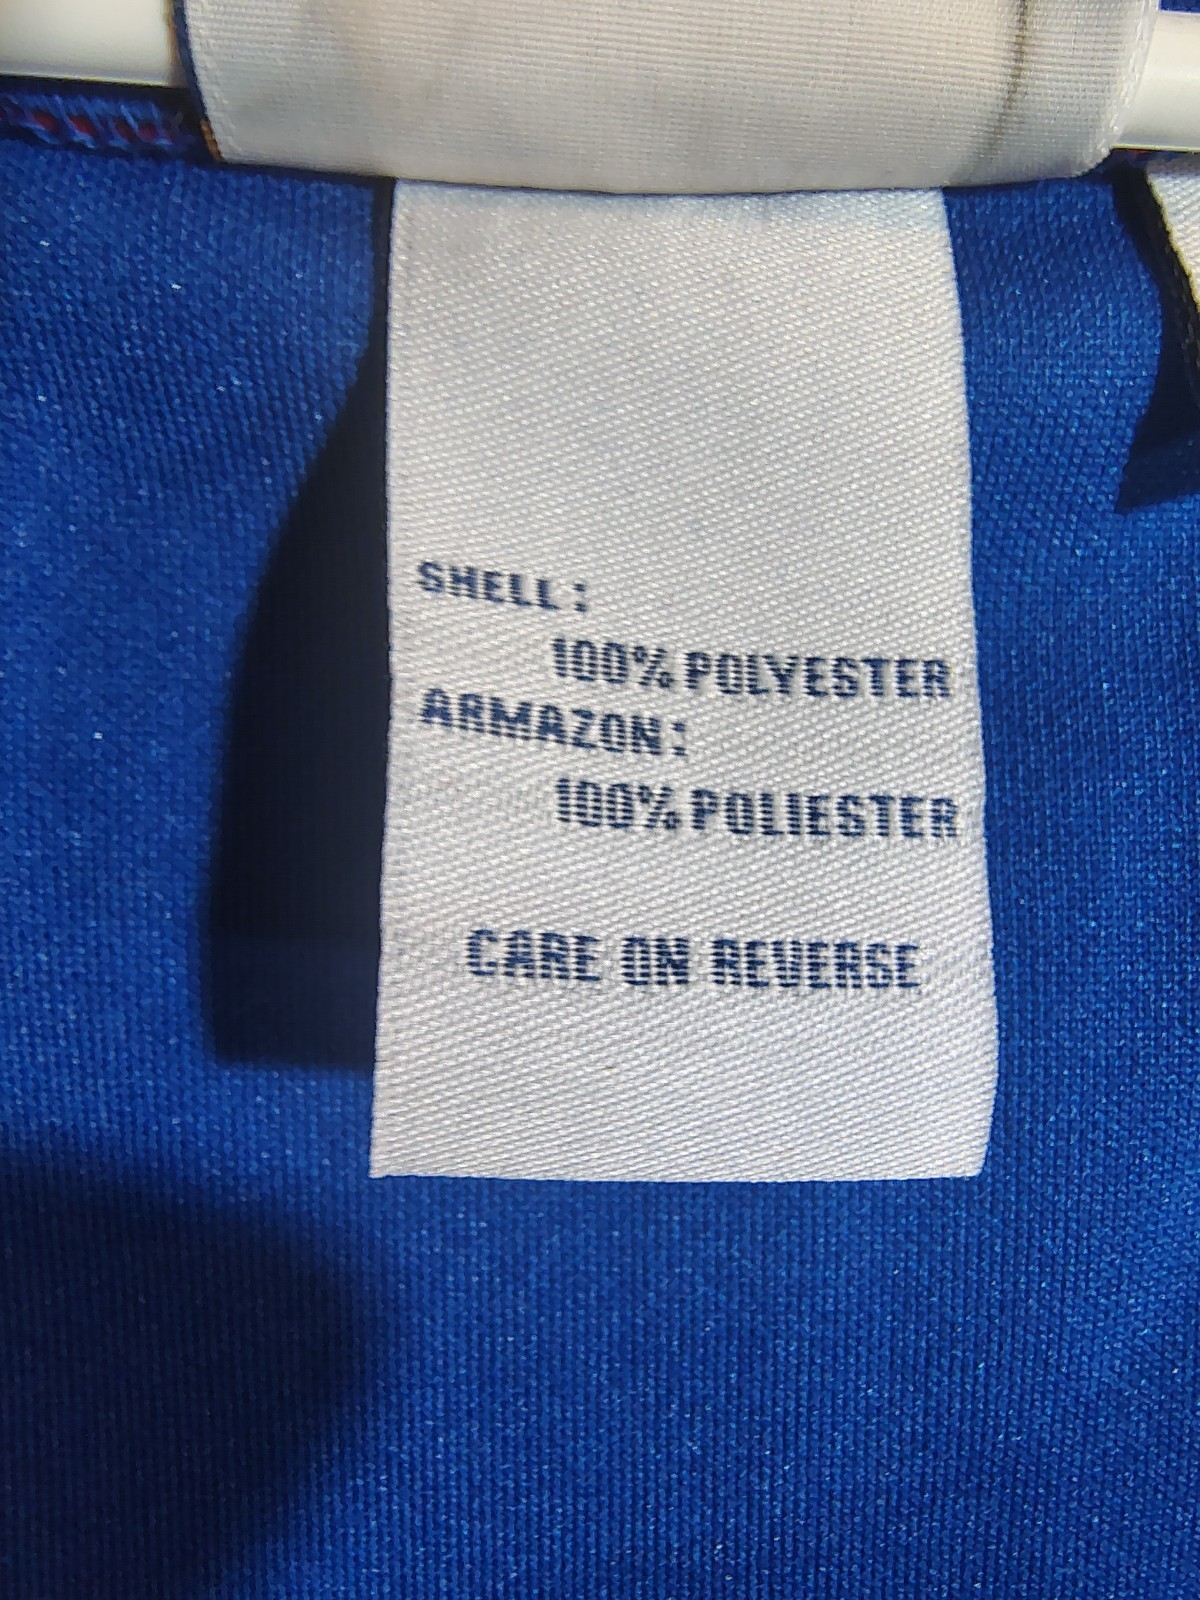 SHELL:
100% POLYESTER
ARMAZON:
100% POLIESTER
CARE ON REVERSE